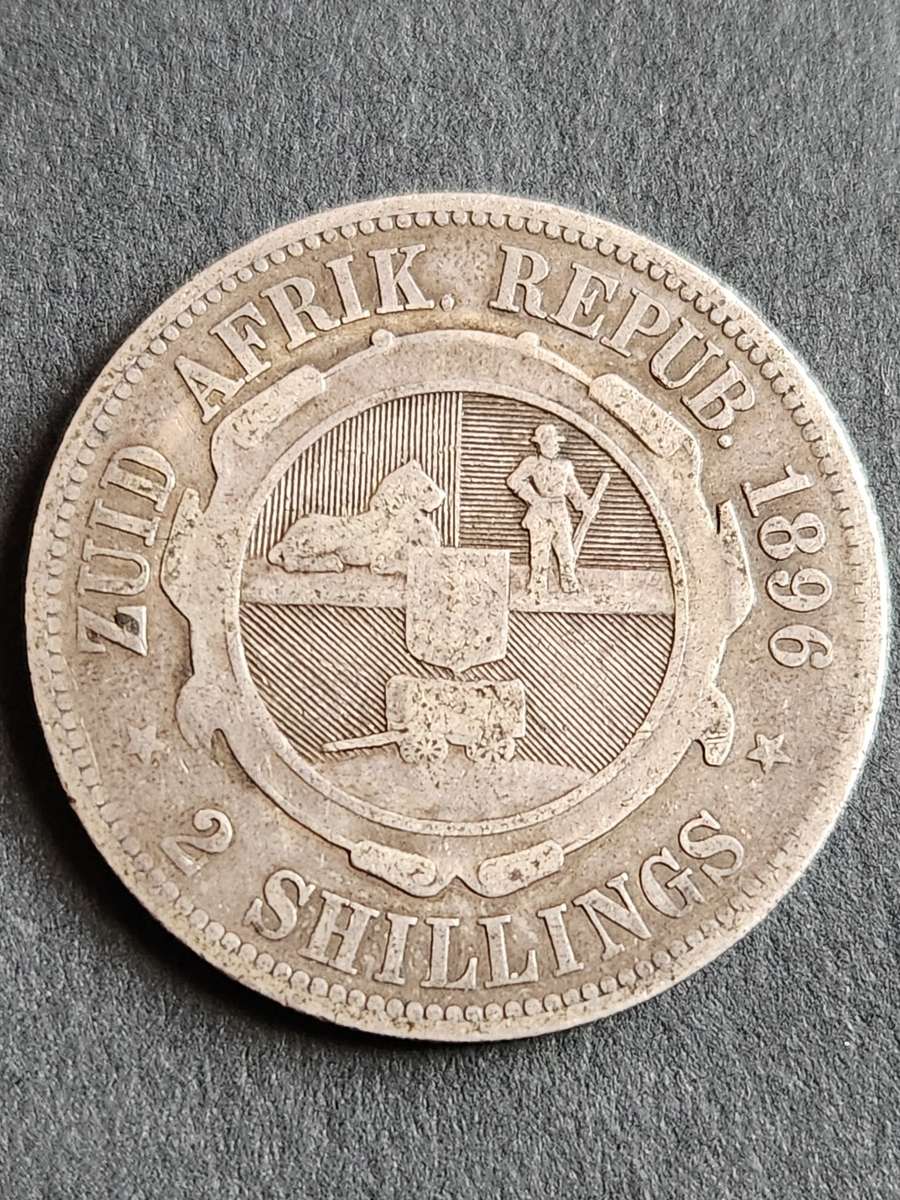 ZUID AFRIK. REPUB. 1896
2 SHILLINGS